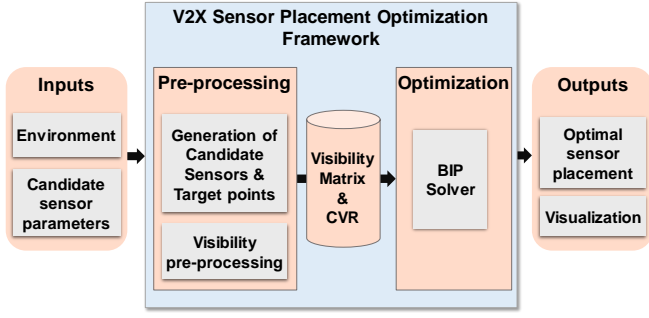 V2X Sensor Placement Optimization
Framework
Inputs
Environment
Candidate
sensor
parameters
Pre-processing
Generation of
Candidate
Sensors &
Target points
Visibility
pre-processing
Visibility
Matrix
&
CVR
Optimization
BIP
Solver
Outputs
Optimal
sensor
placement
Visualization